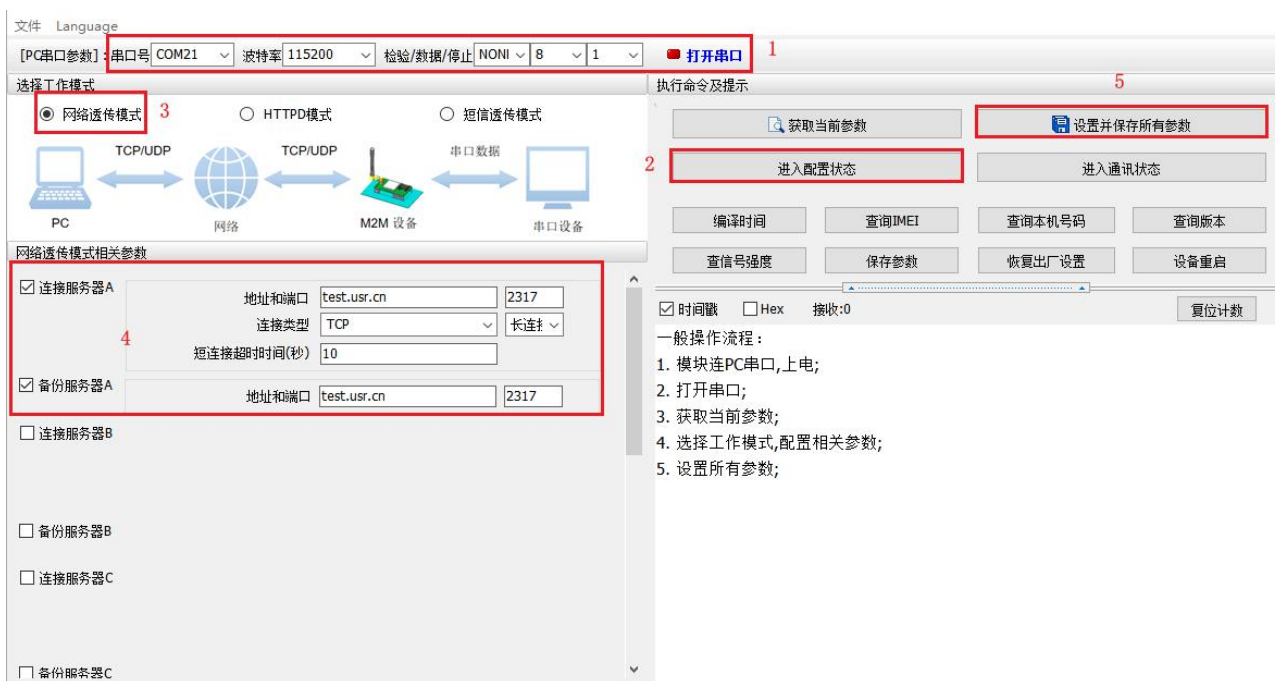 文件 Language
[PC串口参数]:串口号 COM21 波特率 115200 检验/数据/停止 NONI 8 1 打开串口 1
选择工作模式
网络透传模式 3 HTTPD模式 短信透传模式
TCP/UDP TCP/UDP 串口数据
PC 网络 M2M 设备 串口设备
网络透传模式相关参数
连接服务器A
地址和端口 test.usr.cn 2317
连接类型 TCP 长连接
4
短连接超时时间(秒) 10
备份服务器A
地址和端口 test.usr.cn 2317
连接服务器B
备份服务器B
连接服务器C
备份服务器C
执行命令及提示 5
获取当前参数 设置并保存所有参数
2 进入配置状态 进入通讯状态
编译时间 查询IMEI 查询本机号码 查询版本
查信号强度 保存参数 恢复出厂设置 设备重启
时间戳 Hex 接收:0 复位计数
一般操作流程：
1. 模块连PC串口,上电;
2. 打开串口;
3. 获取当前参数;
4. 选择工作模式,配置相关参数;
5. 设置所有参数;